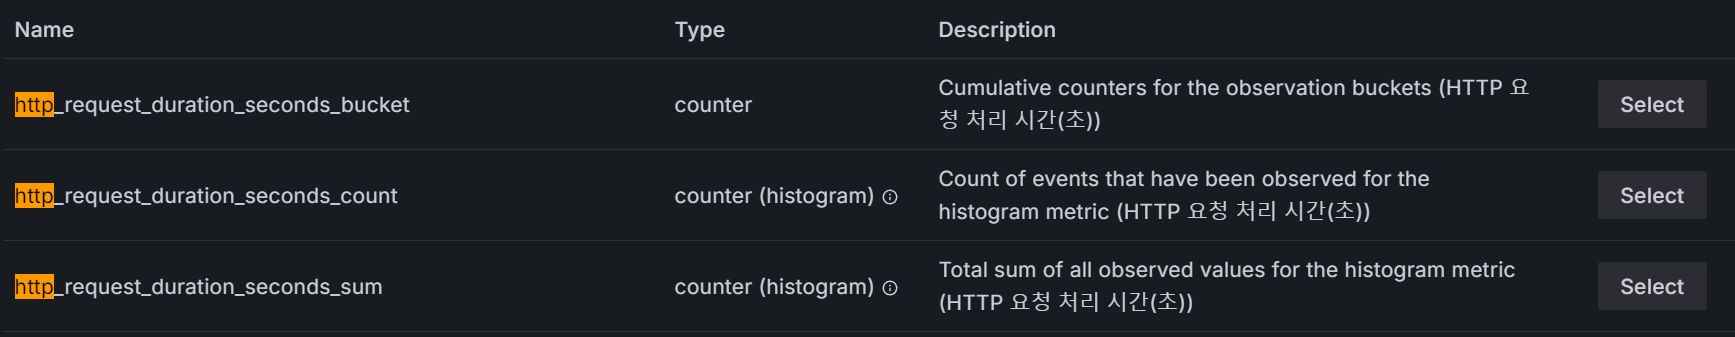 Name Type Description
http_request_duration_seconds_bucket counter Cumulative counters for the observation buckets (HTTP 요
청 처리 시간(초)) Select
http_request_duration_seconds_count counter (histogram) Count of events that have been observed for the
histogram metric (HTTP 요청 처리 시간(초)) Select
http_request_duration_seconds_sum counter (histogram) Total sum of all observed values for the histogram metric
(HTTP 요청 처리 시간(초)) Select